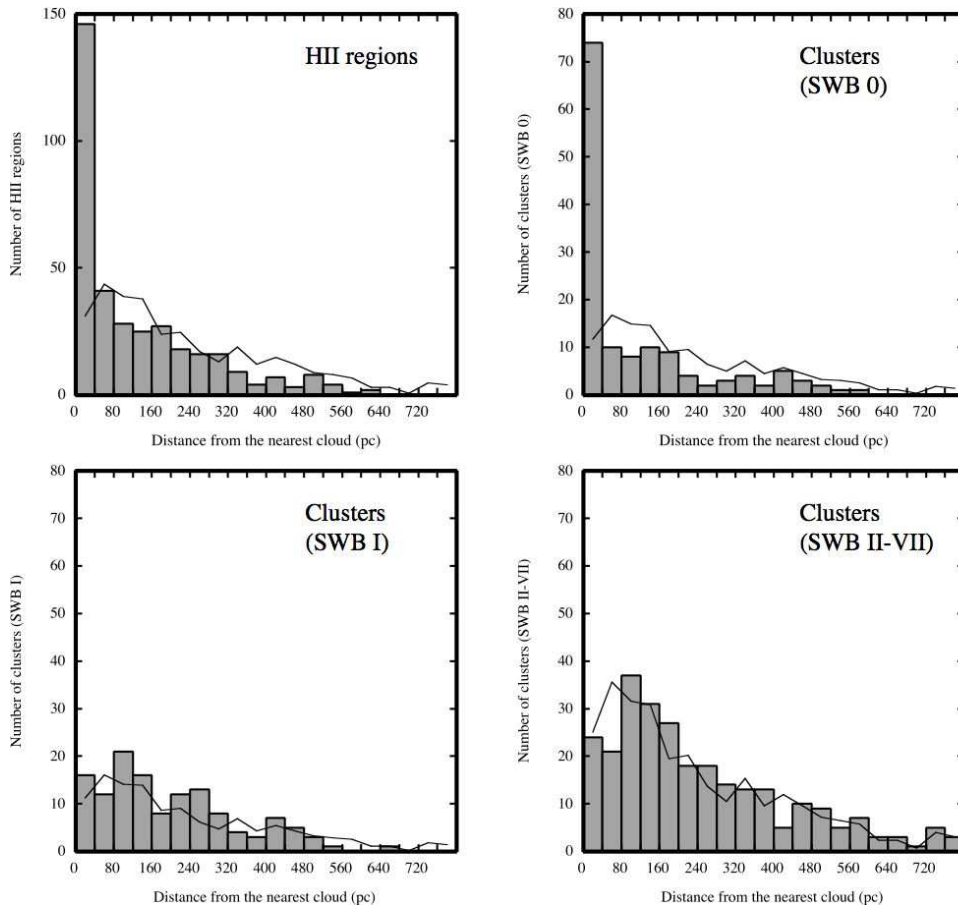 150
HII regions
100
50
0
Number of HII regions
0 80 160 240 320 400 480 560 640 720
Distance from the nearest cloud (pc)
80
Clusters
(SWB 0)
70
60
50
40
30
20
10
0
Number of clusters (SWB 0)
0 80 160 240 320 400 480 560 640 720
Distance from the nearest cloud (pc)
80
Clusters
(SWB I)
70
60
50
40
30
20
10
0
Number of clusters (SWB I)
0 80 160 240 320 400 480 560 640 720
Distance from the nearest cloud (pc)
80
Clusters
(SWB II-VII)
70
60
50
40
30
20
10
0
Number of clusters (SWB II-VII)
0 80 160 240 320 400 480 560 640 720
Distance from the nearest cloud (pc)